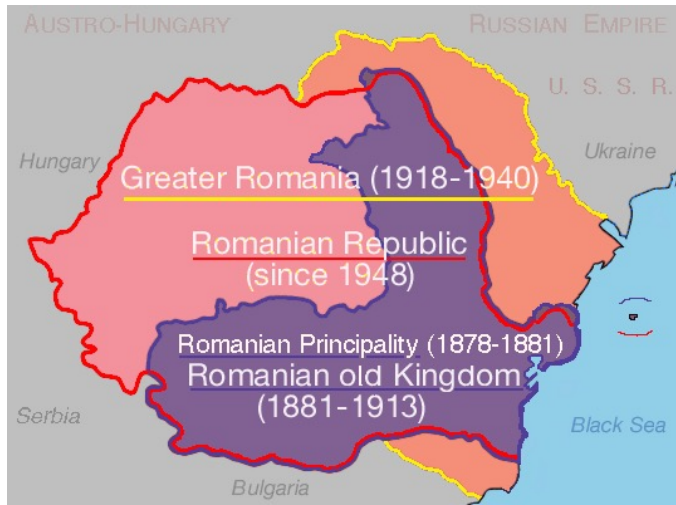 AUSTRO-HUNGARY RUSSIAN EMPIRE
U. S. S. R.
Hungary Ukraine
Greater Romania (1918-1940)
Romanian Republic
(since 1948)
Romanian Principality (1878-1881)
Romanian old Kingdom
(1881-1913)
Serbia Black Sea
Bulgaria